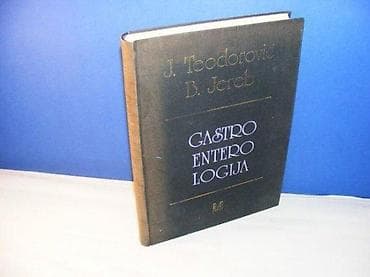 J. Teodorović
B. Jereb
GASTRO
ENTERO
LOGIJA